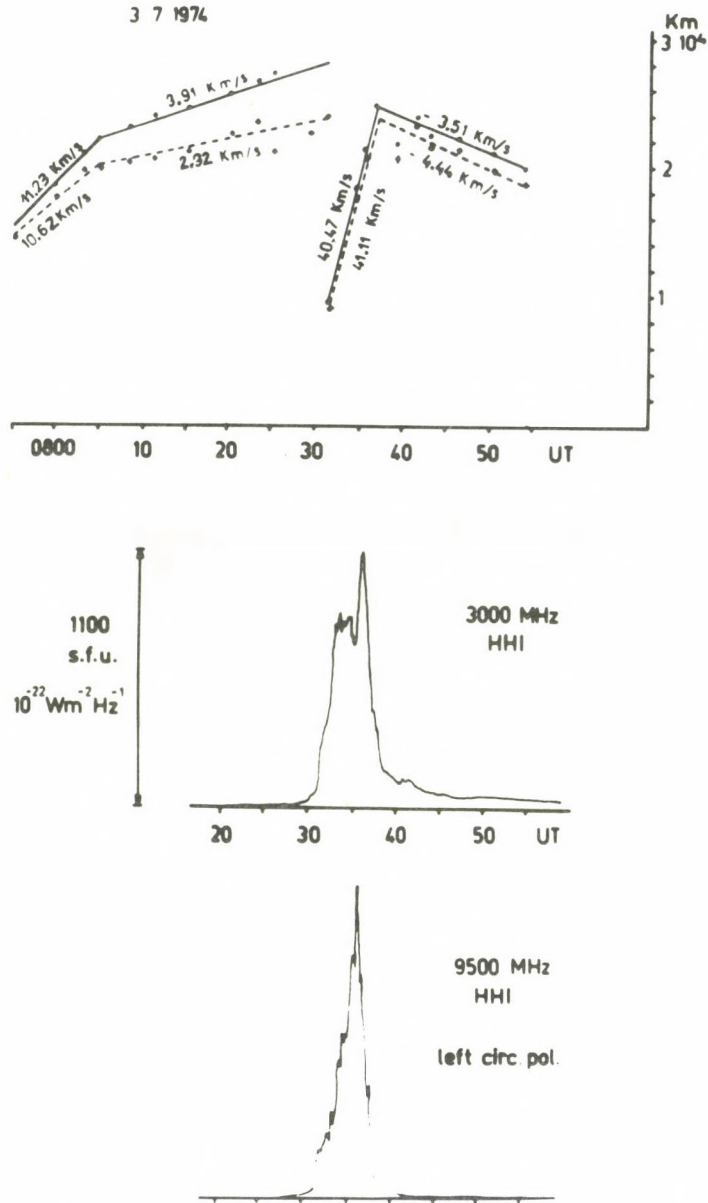 3 7 1974
Km
3 10⁴
3.91 Km/s
11.23 Km/s
2.32 Km/s
10.62 Km/s
3.51 Km/s
4.44 Km/s
40.47 Km/s
41.11 Km/s
2
1
0800 10 20 30 40 50 UT
1100
s.f.u.
10⁻²² Wm⁻² Hz⁻¹
3000 MHz
HHI
20 30 40 50 UT
9500 MHz
HHI
left circ. pol.